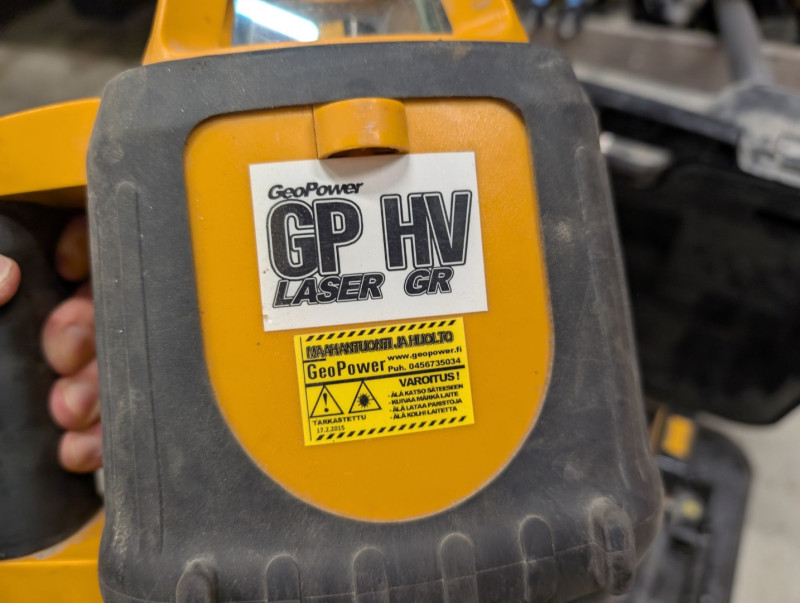 GeoPower
GP HV
LASER GR
MAAHANTUONTI JA HUOLTO
GeoPower
www.geopower.fi
Puh. 0456735034
VAROITUS!
- ÄLÄ KATSO SÄTEESEEN
- KUIVAA MÄRKÄ LAITE
- ÄLÄ LATAA PARISTOJA
- ÄLÄ KOLHI LAITETTA
TARKASTETTU
17.2.2015